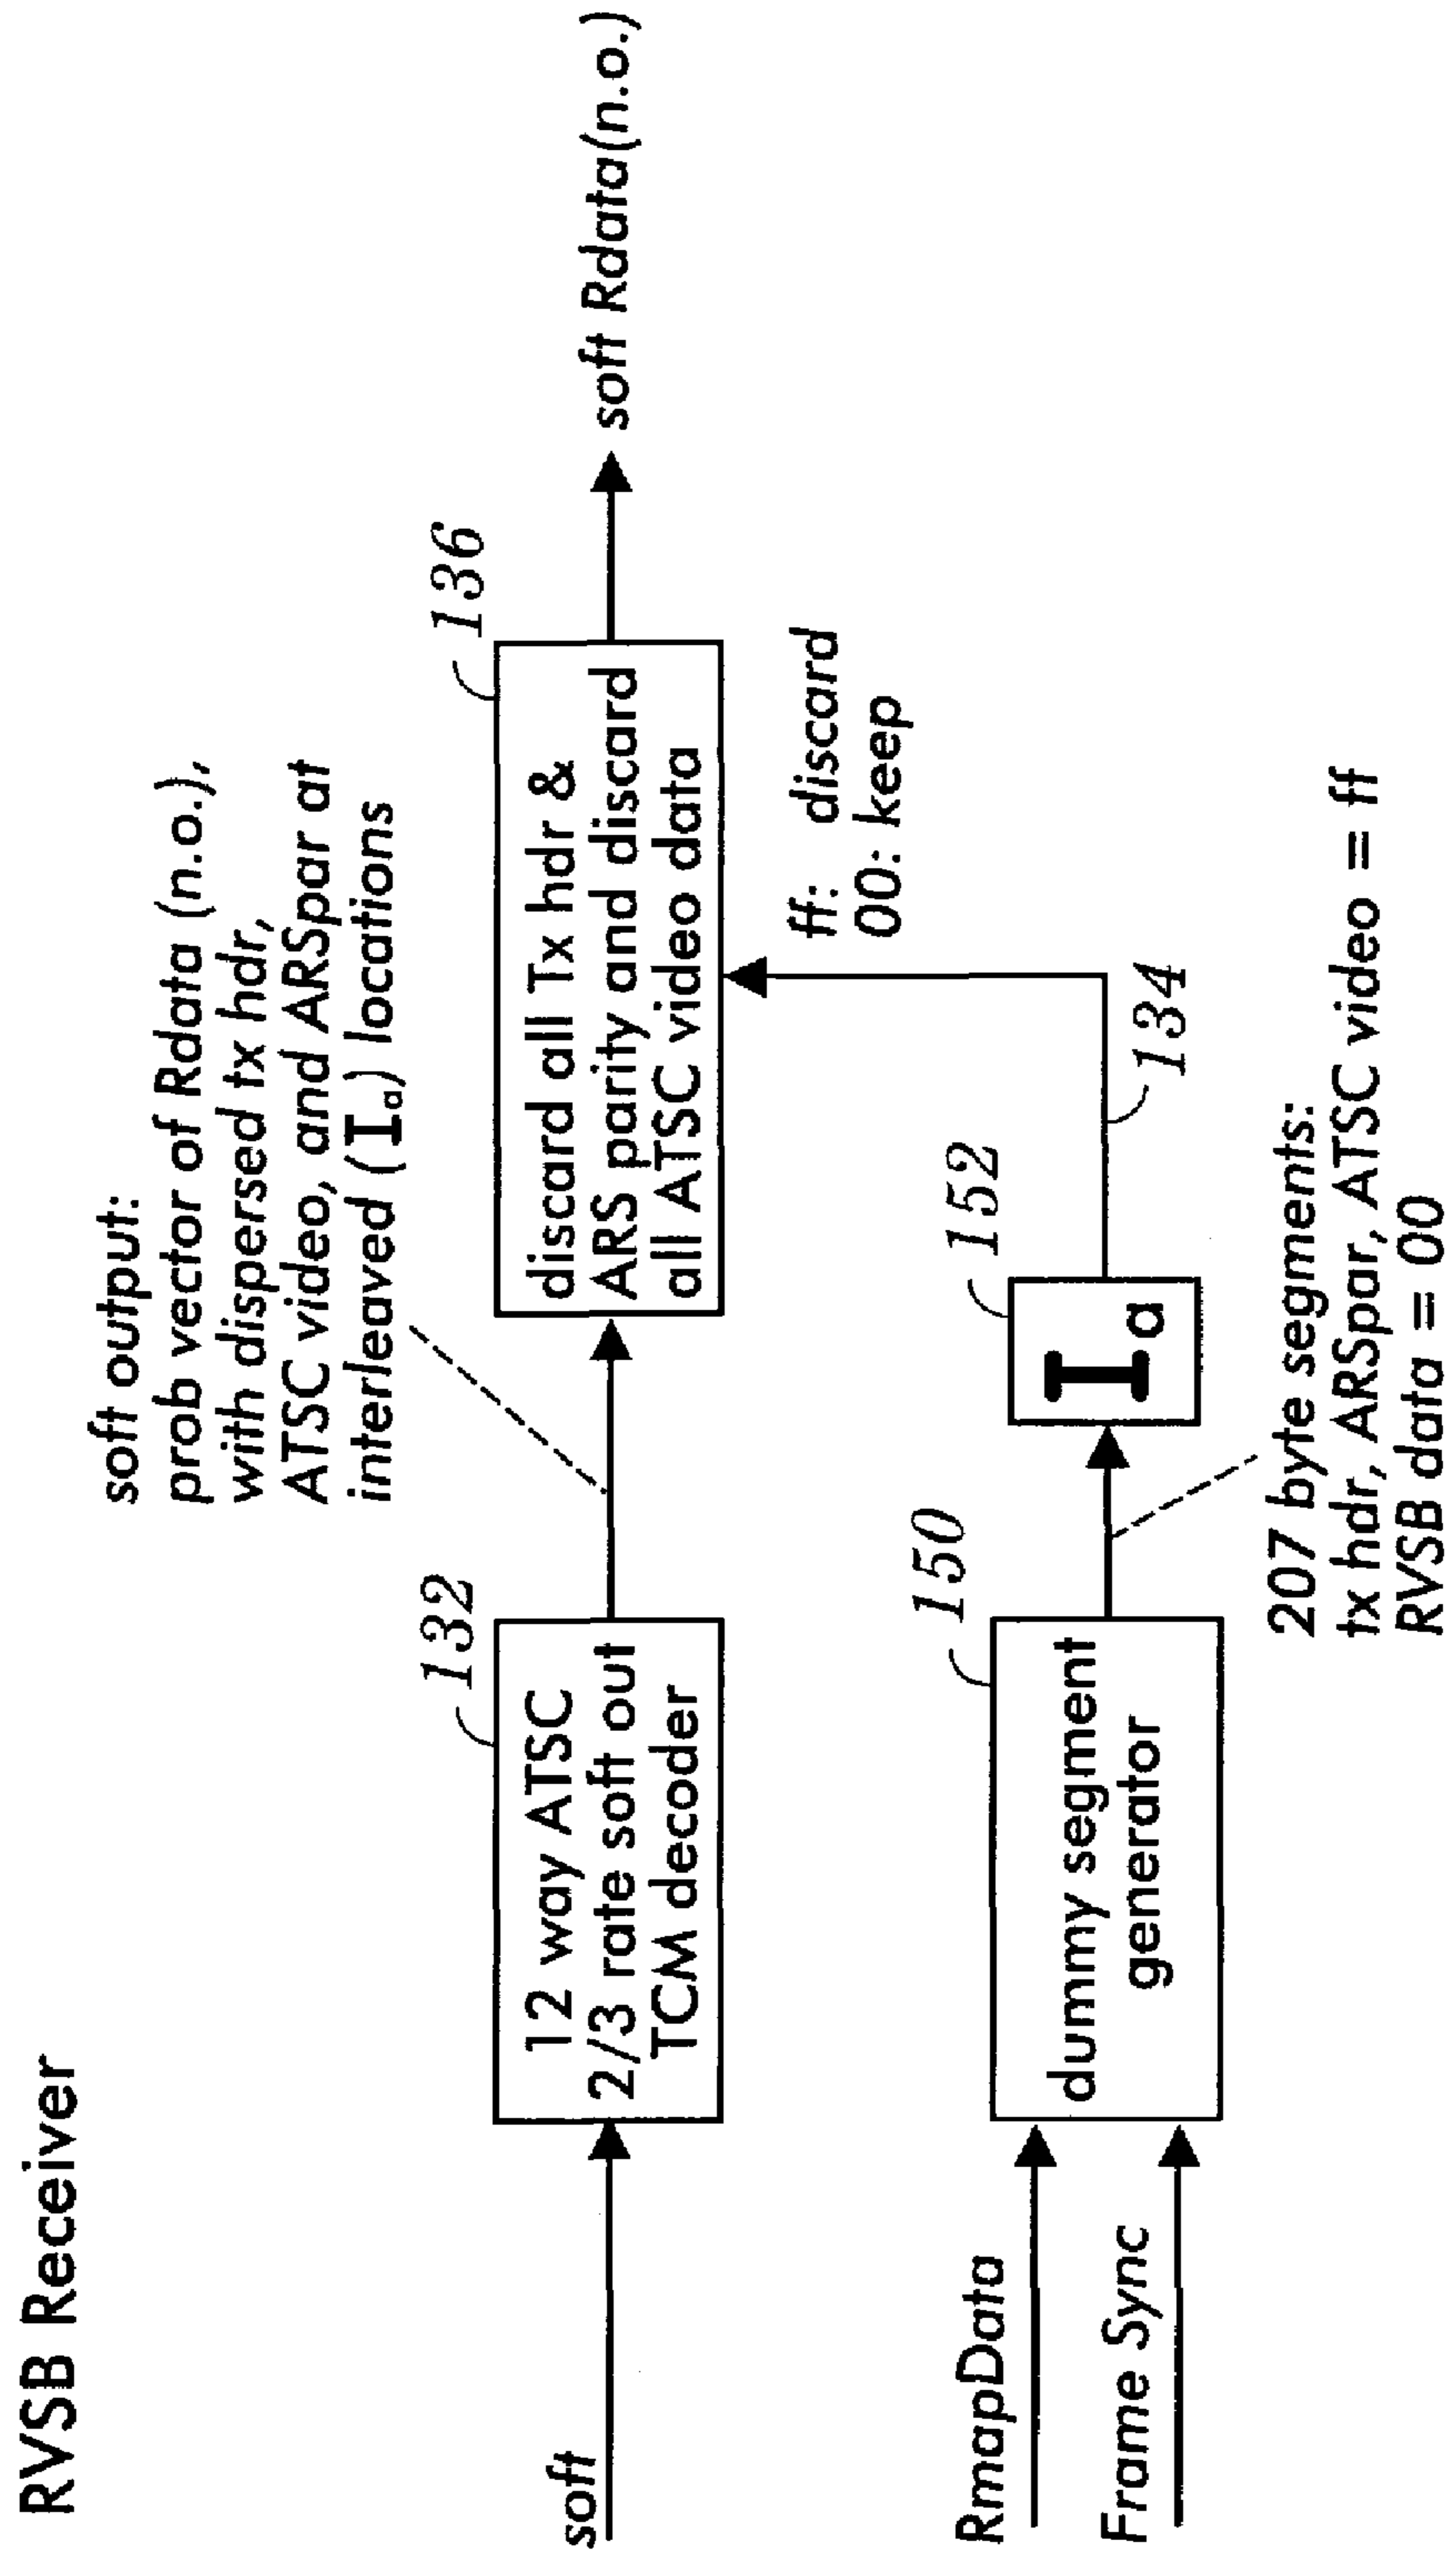 RVSB Receiver
soft output:
prob vector of Rdata (n.o.),
with dispersed tx hdr,
ATSC video, and ARSpar at
interleaved (Ia) locations
soft
132
12 way ATSC
2/3 rate soft out
TCM decoder
136
discard all Tx hdr &
ARS parity and discard
all ATSC video data
soft Rdata(n.o.)
ff: discard
00: keep
RmapData
Frame Sync
150
dummy segment
generator
152
Ia
134
207 byte segments:
tx hdr, ARSpar, ATSC video = ff
RVSB data = 00